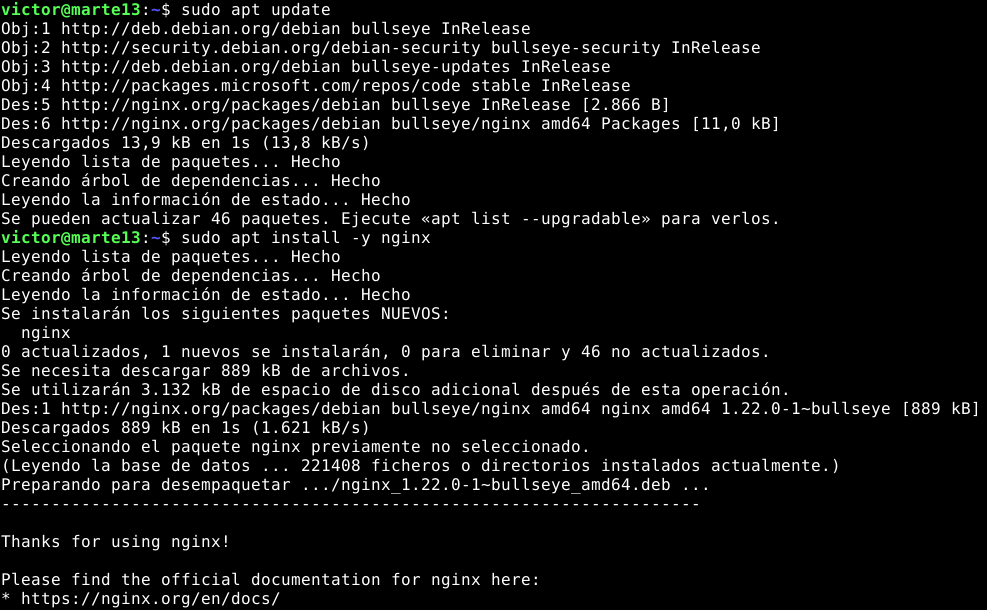 victor@marte13:~$ sudo apt update
Obj:1 http://deb.debian.org/debian bullseye InRelease
Obj:2 http://security.debian.org/debian-security bullseye-security InRelease
Obj:3 http://deb.debian.org/debian bullseye-updates InRelease
Obj:4 http://packages.microsoft.com/repos/code stable InRelease
Des:5 http://nginx.org/packages/debian bullseye InRelease [2.866 B]
Des:6 http://nginx.org/packages/debian bullseye/nginx amd64 Packages [11,0 kB]
Descargados 13,9 kB en 1s (13,8 kB/s)
Leyendo lista de paquetes... Hecho
Creando árbol de dependencias... Hecho
Leyendo la información de estado... Hecho
Se pueden actualizar 46 paquetes. Ejecute «apt list --upgradable» para verlos.
victor@marte13:~$ sudo apt install -y nginx
Leyendo lista de paquetes... Hecho
Creando árbol de dependencias... Hecho
Leyendo la información de estado... Hecho
Se instalarán los siguientes paquetes NUEVOS:
  nginx
0 actualizados, 1 nuevos se instalarán, 0 para eliminar y 46 no actualizados.
Se necesita descargar 889 kB de archivos.
Se utilizarán 3.132 kB de espacio de disco adicional después de esta operación.
Des:1 http://nginx.org/packages/debian bullseye/nginx amd64 nginx amd64 1.22.0-1~bullseye [889 kB]
Descargados 889 kB en 1s (1.621 kB/s)
Seleccionando el paquete nginx previamente no seleccionado.
(Leyendo la base de datos ... 221408 ficheros o directorios instalados actualmente.)
Preparando para desempaquetar .../nginx_1.22.0-1~bullseye_amd64.deb ...
----------------------------------------------------------------------
Thanks for using nginx!
Please find the official documentation for nginx here:
* https://nginx.org/en/docs/